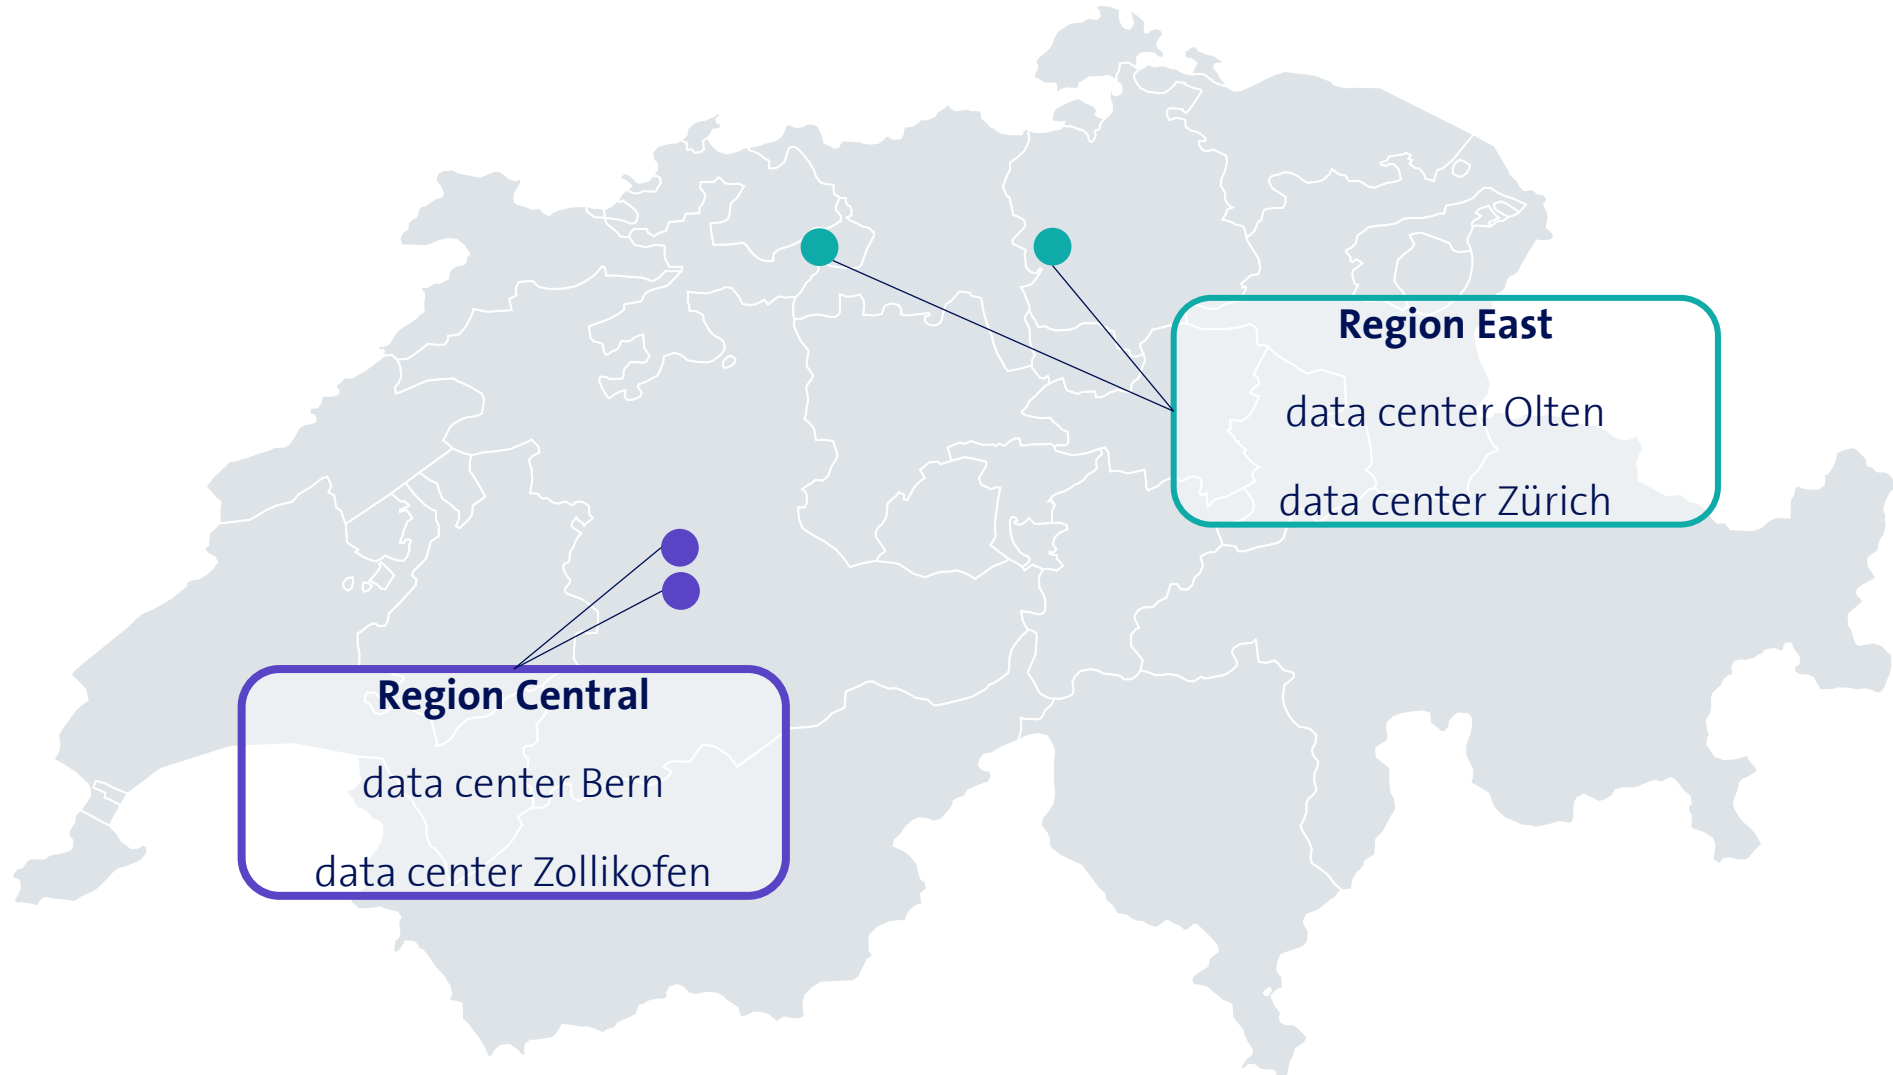 Region East
data center Olten
data center Zürich
Region Central
data center Bern
data center Zollikofen